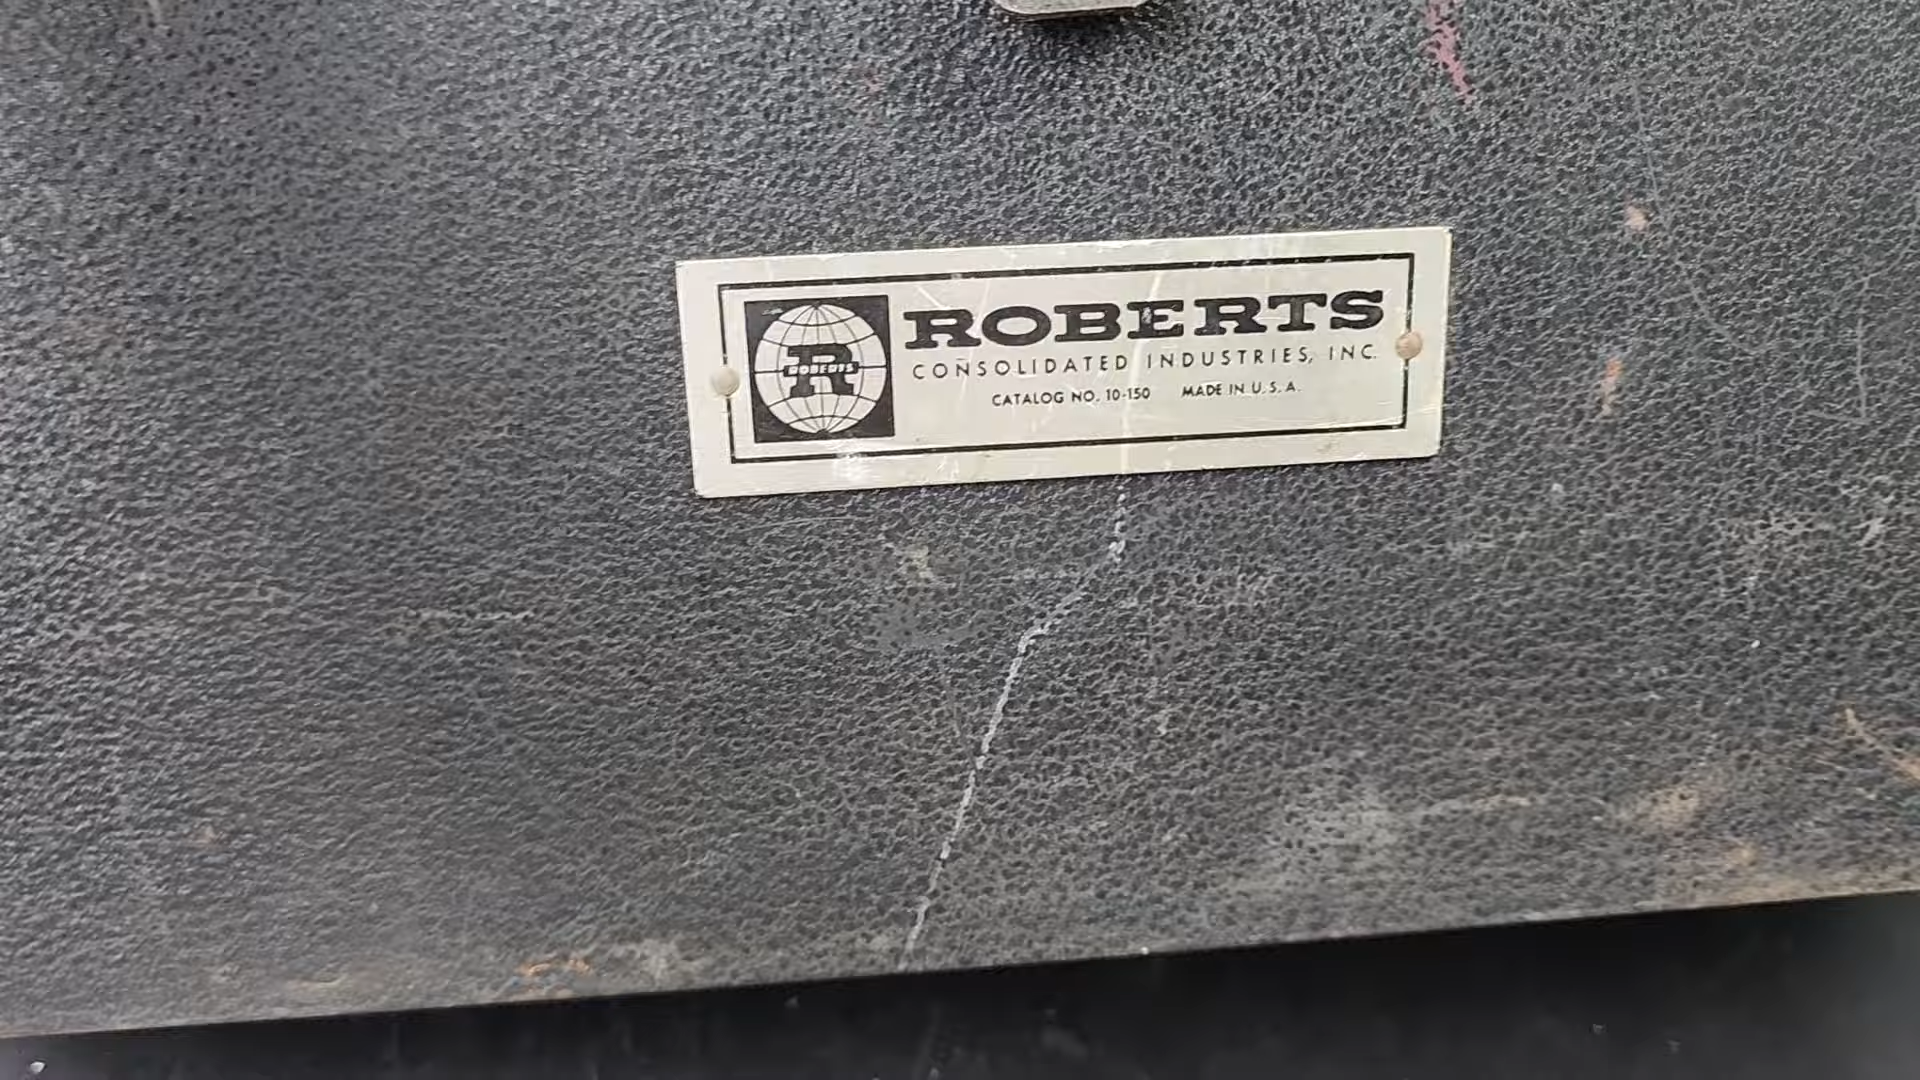 R
ROBERTS
ROBERTS
CONSOLIDATED INDUSTRIES, INC.
CATALOG NO. 10-150 MADE IN U.S.A.